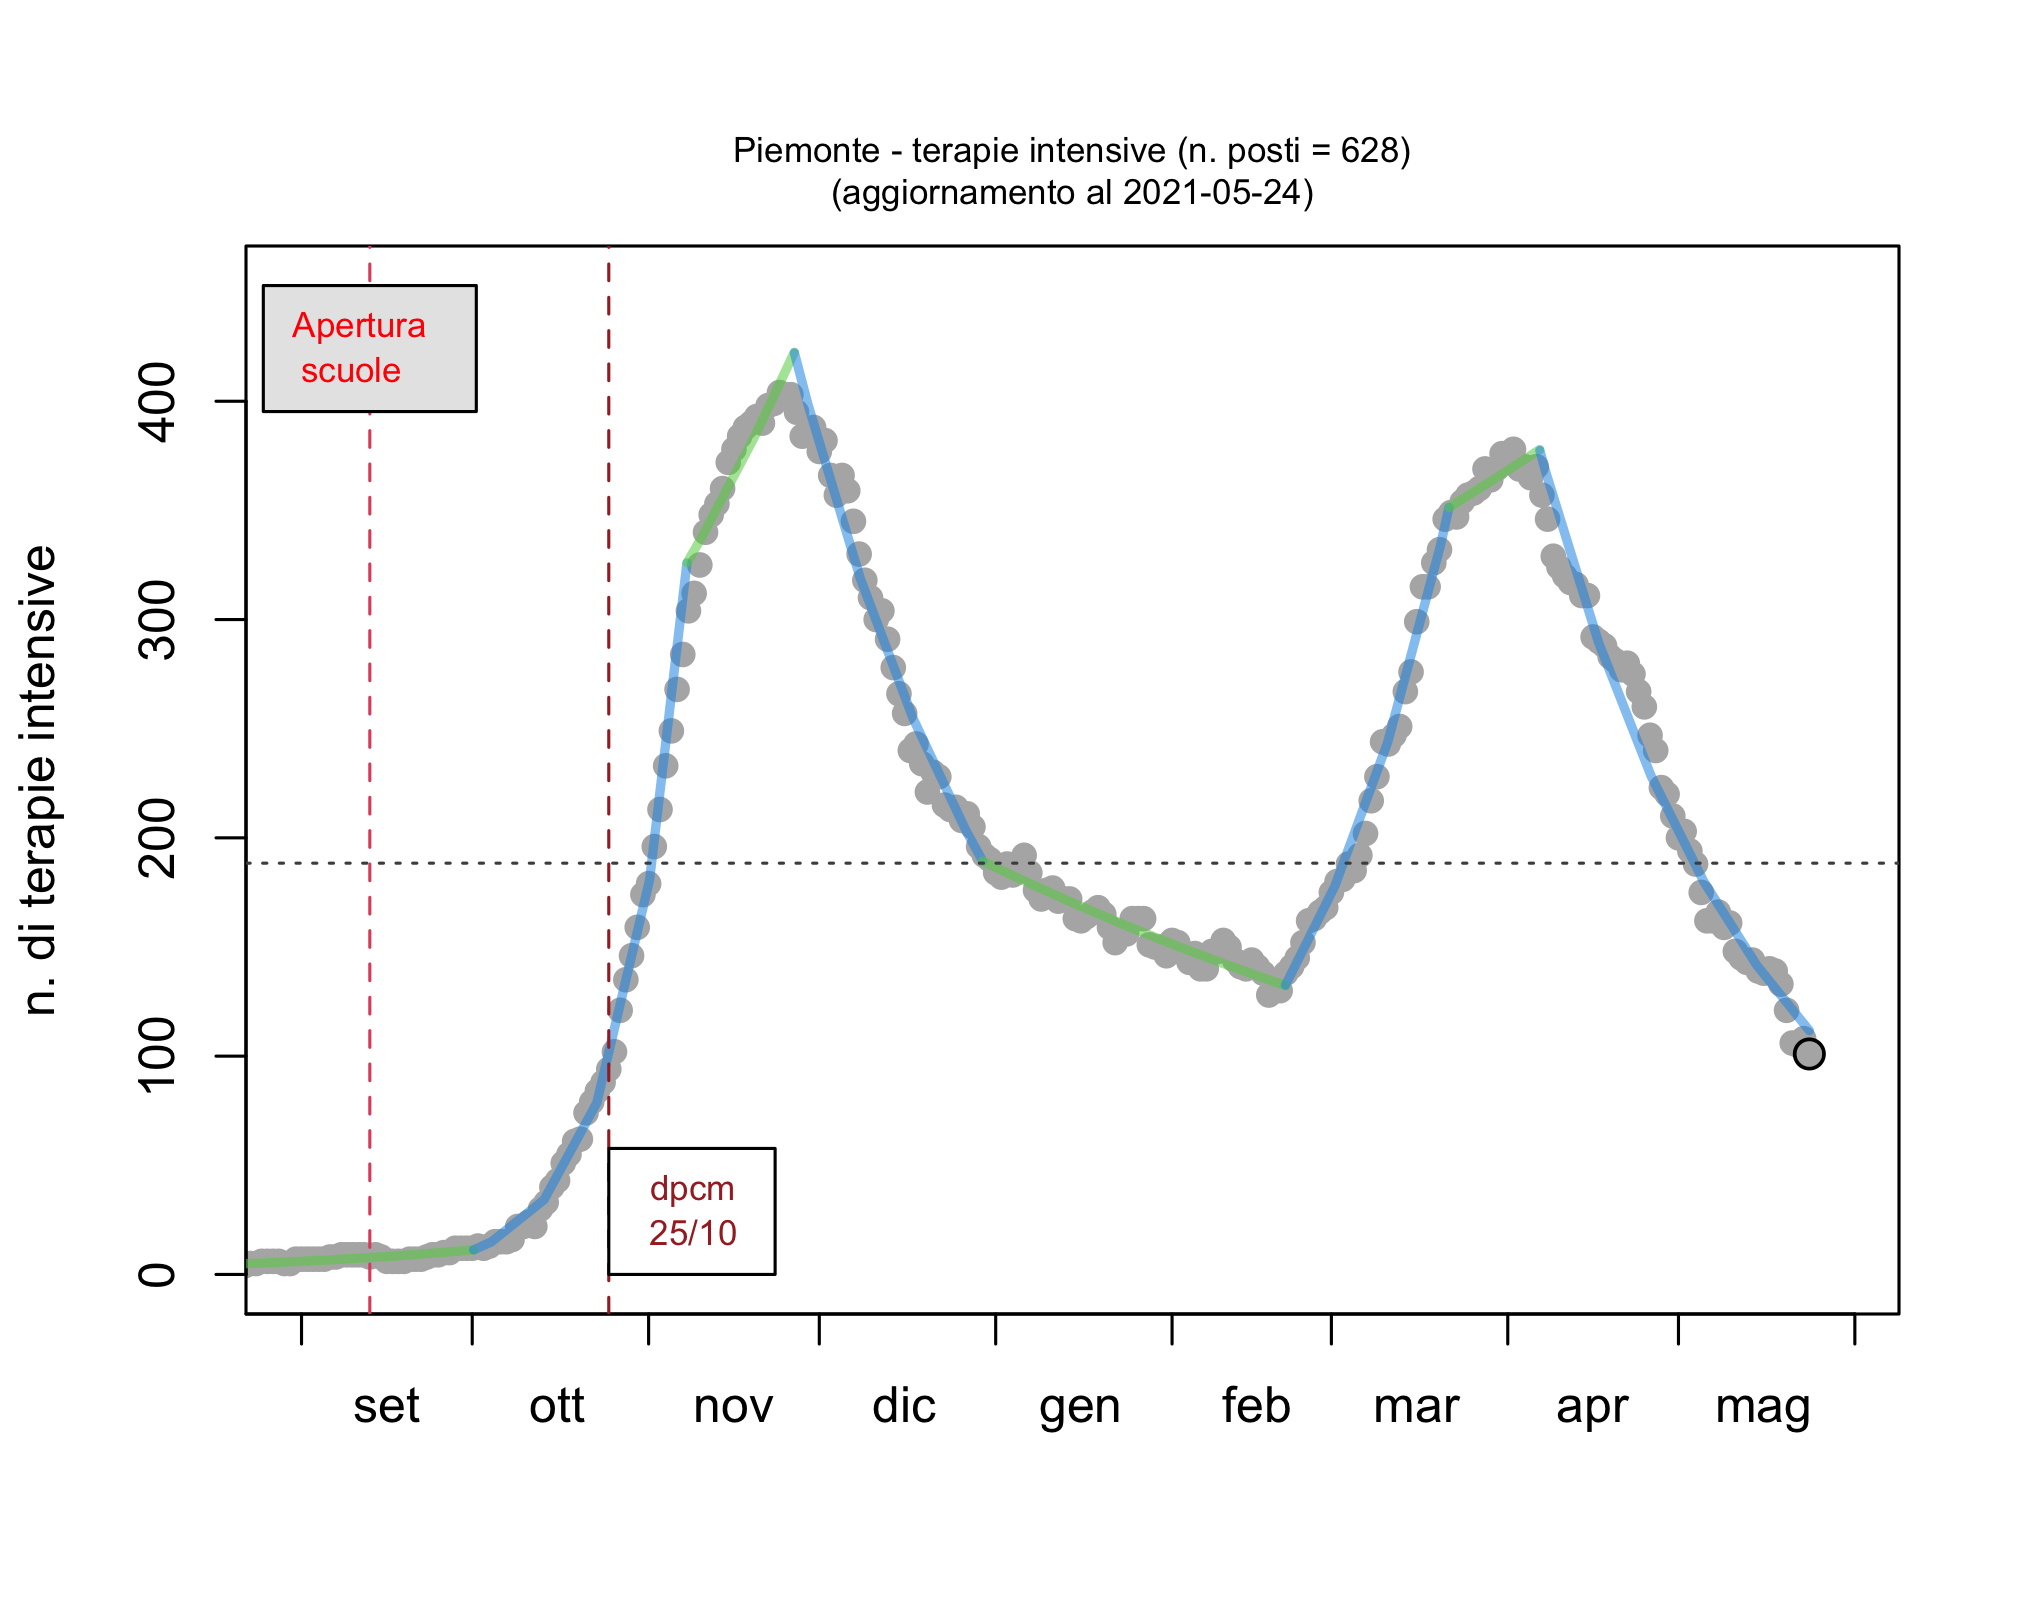 Piemonte - terapie intensive (n. posti = 628)
(aggiornamento al 2021-05-24)
n. di terapie intensive
400
300
200
100
0
Apertura
scuole
dpcm
25/10
set ott nov dic gen feb mar apr mag